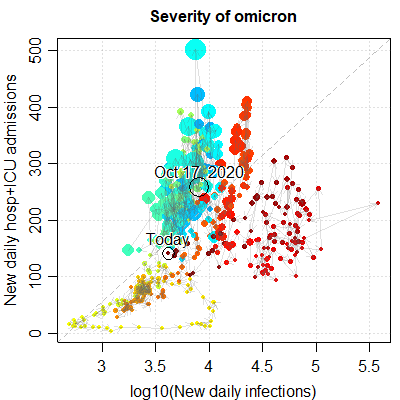 Severity of omicron
New daily hosp+ICU admissions
500
400
300
200
100
0
Oct 17, 2020
Today
3
3.5
4
4.5
5
5.5
log10(New daily infections)